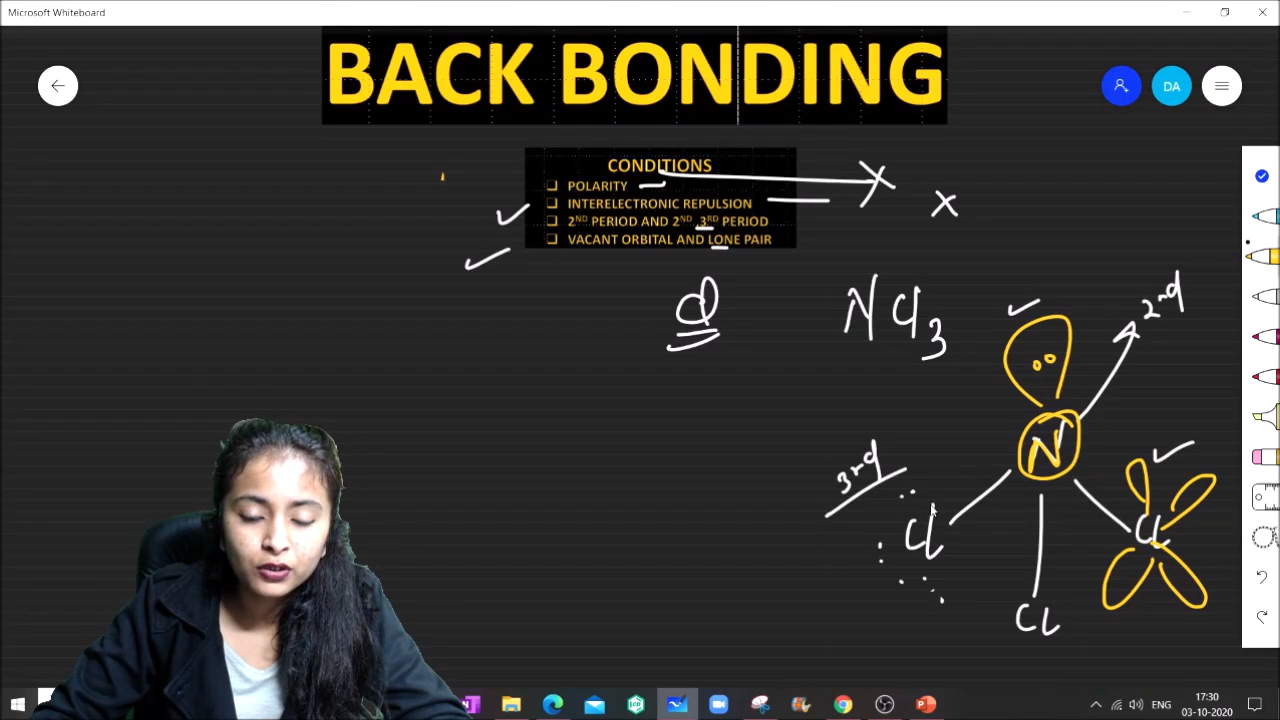 Microsoft Whiteboard
BACK BONDING
DA
CONDITIONS
POLARITY
INTERELECTRONIC REPULSION
2ND PERIOD AND 2ND ,3RD PERIOD
VACANT ORBITAL AND LONE PAIR
d
NCl3
2nd
N
3rd
Cl
Cl
Cl
ENG
17:30
03-10-2020